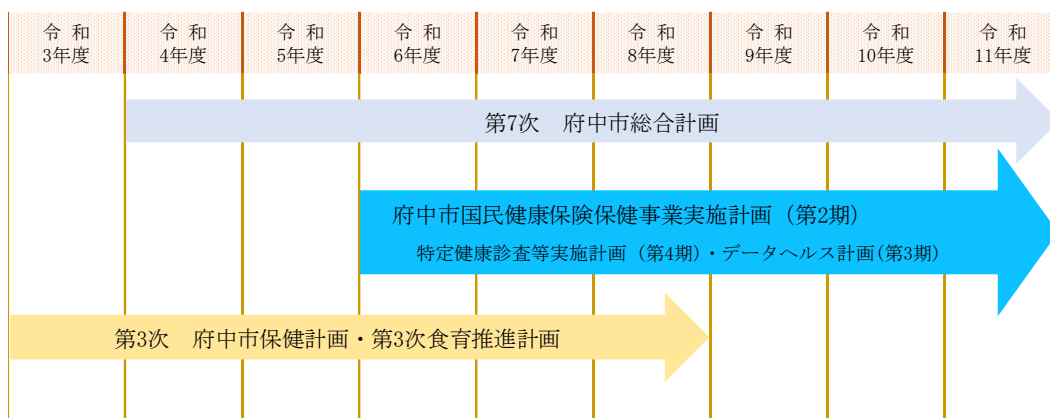 令和 令和 令和 令和 令和 令和 令和 令和 令和
3年度 4年度 5年度 6年度 7年度 8年度 9年度 10年度 11年度
第7次　府中市総合計画
府中市国民健康保険保健事業実施計画（第2期）
特定健康診査等実施計画（第4期）・データヘルス計画(第3期)
第3次　府中市保健計画・第3次食育推進計画